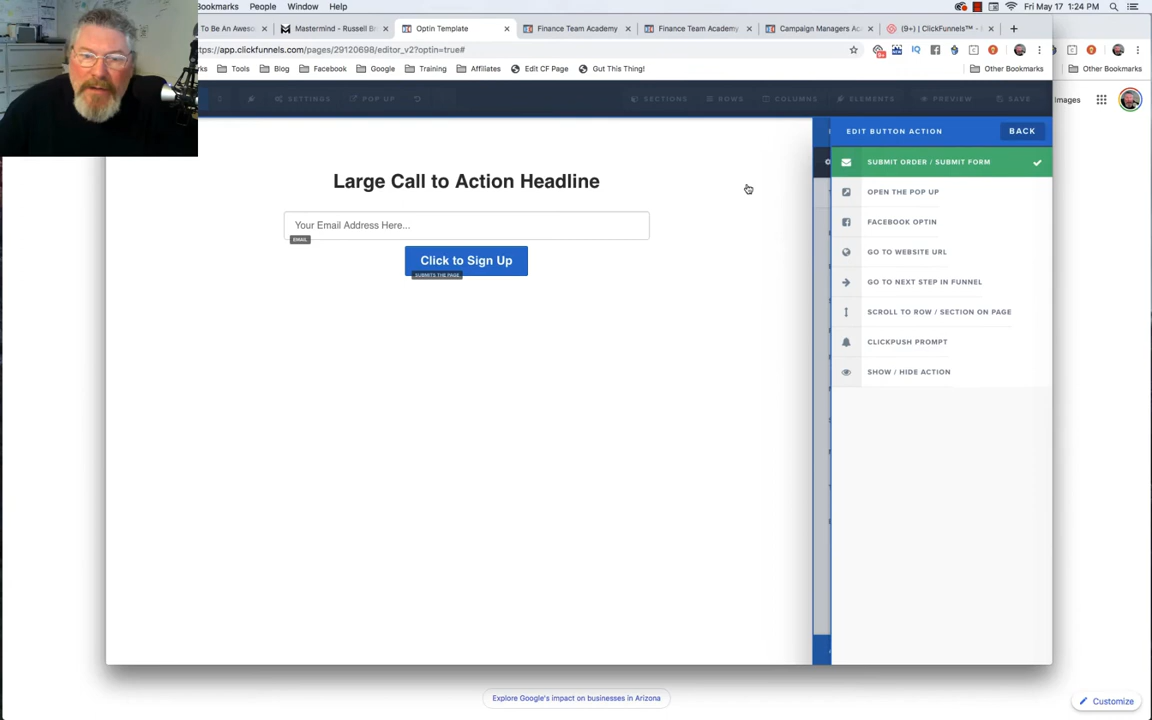 Bookmarks People Window Help Fri May 17 1:24 PM
To Be An Aweso Mastermind - Russell Br Optin Template Finance Team Academy Finance Team Academy Campaign Managers Ac (9+) | ClickFunnels™ -
ttps://app.clickfunnels.com/pages/29120698/editor_v2?optin=true#
rks Tools Blog Facebook Google Training Affiliates Edit CF Page Gut This Thing! Other Bookmarks Other Bookmarks
SETTINGS POP UP SECTIONS ROWS COLUMNS ELEMENTS PREVIEW SAVE Images
EDIT BUTTON ACTION BACK
SUBMIT ORDER / SUBMIT FORM
Large Call to Action Headline
OPEN THE POP UP
FACEBOOK OPTIN
Your Email Address Here...
EMAIL
GO TO WEBSITE URL
Click to Sign Up
SUBMITS THE PAGE
GO TO NEXT STEP IN FUNNEL
SCROLL TO ROW / SECTION ON PAGE
CLICKPUSH PROMPT
SHOW / HIDE ACTION
Explore Google's impact on businesses in Arizona
Customize